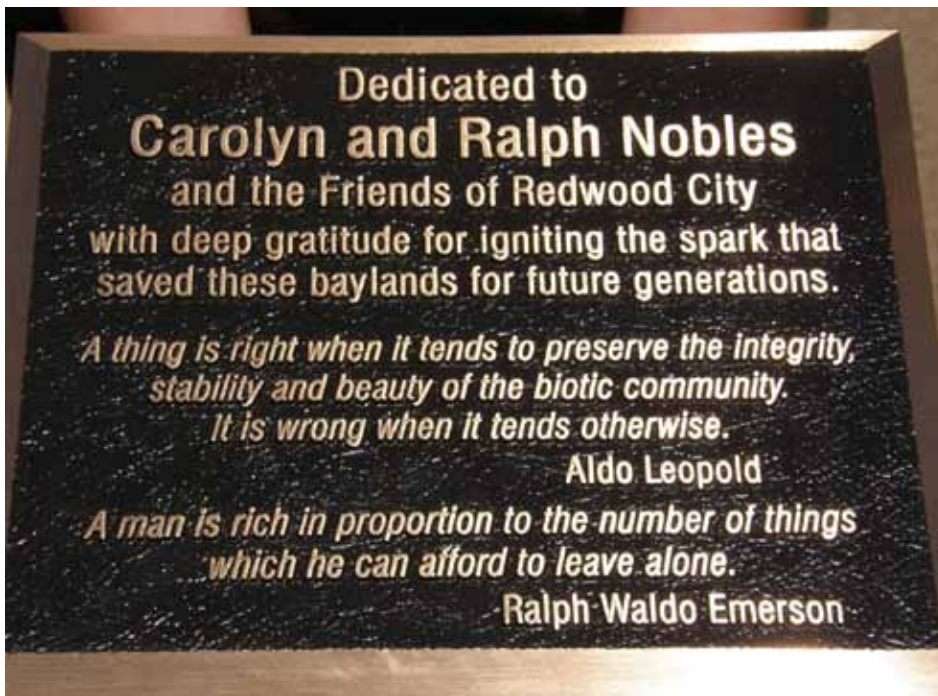 Dedicated to
Carolyn and Ralph Nobles
and the Friends of Redwood City
with deep gratitude for igniting the spark that
saved these baylands for future generations.
A thing is right when it tends to preserve the integrity,
stability and beauty of the biotic community.
It is wrong when it tends otherwise.
Aldo Leopold
A man is rich in proportion to the number of things
which he can afford to leave alone.
Ralph Waldo Emerson